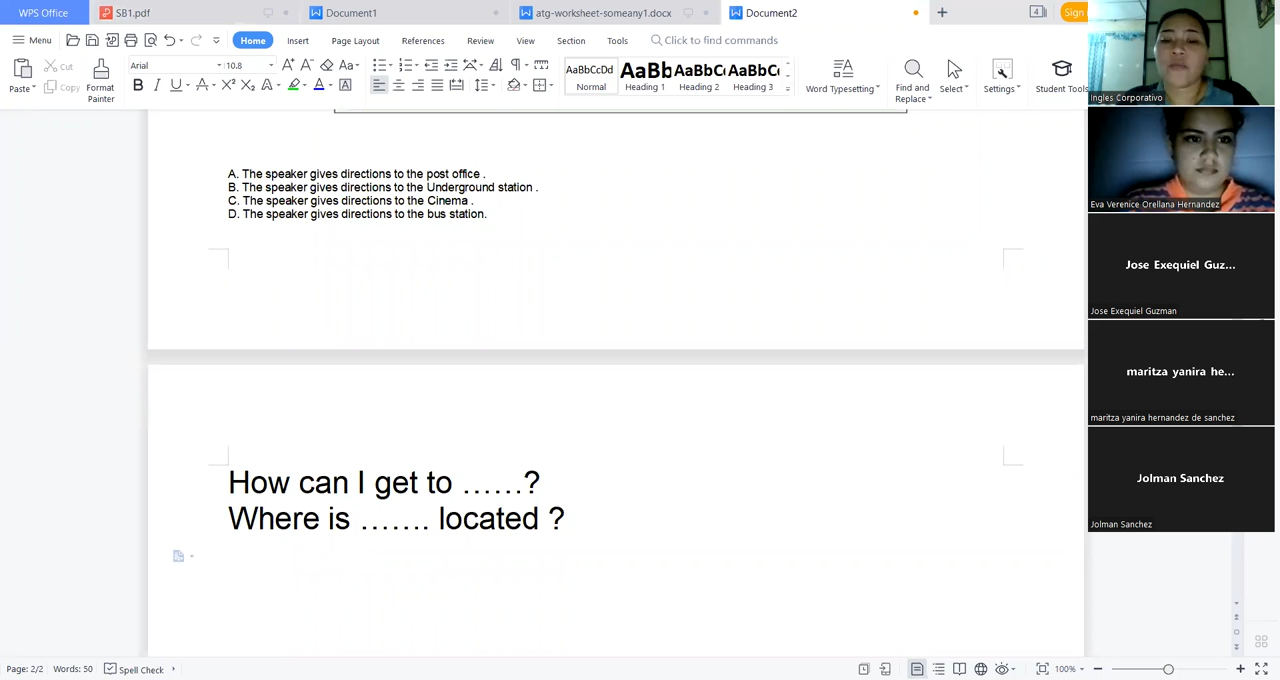 WPS Office
SB1.pdf
Document1
atg-worksheet-someany1.docx
Document2
4
Sign
Menu
Home
Insert
Page Layout
References
Review
View
Section
Tools
Click to find commands
Paste
Cut
Copy
Format Painter
Arial
10.8
AaBbCcDd
Normal
AaBb
Heading 1
AaBbCc
Heading 2
AaBbCc
Heading 3
Word Typesetting
Find and Replace
Select
Settings
Student Tools
A. The speaker gives directions to the post office .
B. The speaker gives directions to the Underground station .
C. The speaker gives directions to the Cinema .
D. The speaker gives directions to the bus station.
How can I get to ......?
Where is ....... located ?
Ingles Corporativo
Eva Verenice Orellana Hernandez
Jose Exequiel Guz...
Jose Exequiel Guzman
maritza yanira he...
maritza yanira hernandez de sanchez
Jolman Sanchez
Jolman Sanchez
Page: 2/2
Words: 50
Spell Check
100%